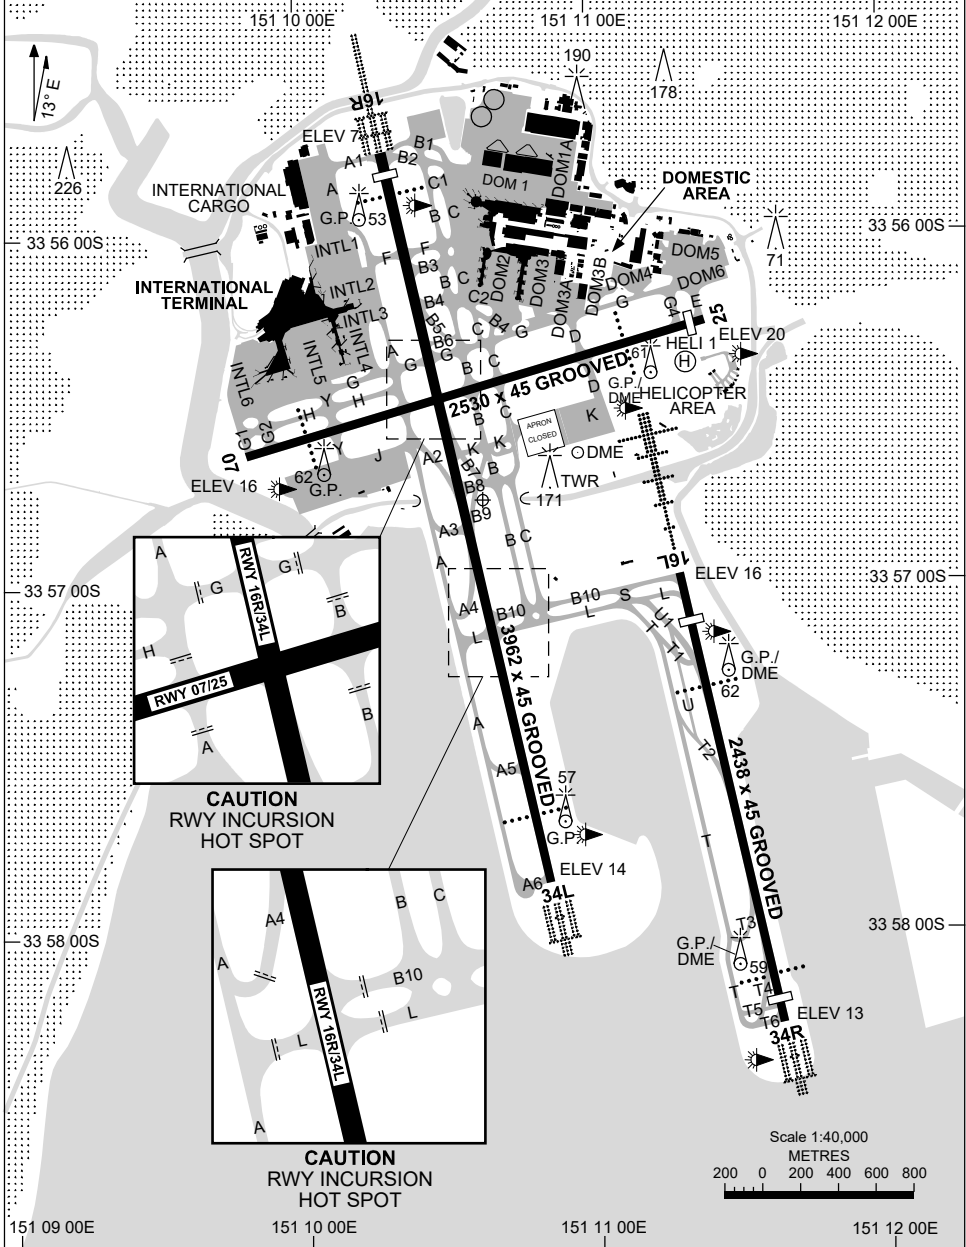 151 10 00E
151 11 00E
151 12 00E
13° E
190
178
16R
ELEV 7
226
INTERNATIONAL
CARGO
A1
B1
B2
A
C1
G.P.
53
B
C
DOM 1
DOM1A
DOMESTIC
AREA
33 56 00S
33 56 00S
71
INTL1
F
F
B3
B
C
DOM2
DOM3
DOM3A
DOM3B
DOM4
DOM5
DOM6
INTERNATIONAL
TERMINAL
INTL2
INTL3
INTL4
INTL5
INTL6
B4
C2
B5
B6
C
B4
G
G
G4
E
25
D
HELI 1
ELEV 20
H
61
A
G
G
B
C
2530 x 45 GROOVED
G.P./
DME
HELICOPTER
AREA
D
K
G
Y
H
H
G1
G2
07
Y
J
A2
B
C
K
K
APRON
CLOSED
DME
ELEV 16
62
G.P.
B7
B
B8
B9
TWR
171
A3
A
B
C
16L
ELEV 16
33 57 00S
33 57 00S
A4
B10
B10
L
L
S
L
U1
T
T1
G.P./
DME
62
U
3962 x 45 GROOVED
A
G
G
RWY 16R/34L
B
H
RWY 07/25
B
A
CAUTION
RWY INCURSION
HOT SPOT
A
T2
2438 x 45 GROOVED
A5
57
G.P.
T
A6
ELEV 14
34L
A4
B
C
A
B10
L
L
RWY 16R/34L
A
CAUTION
RWY INCURSION
HOT SPOT
33 58 00S
33 58 00S
T3
G.P./
DME
59
T
T4
T5
T6
ELEV 13
34R
Scale 1:40,000
METRES
200 0 200 400 600 800
151 09 00E
151 10 00E
151 11 00E
151 12 00E